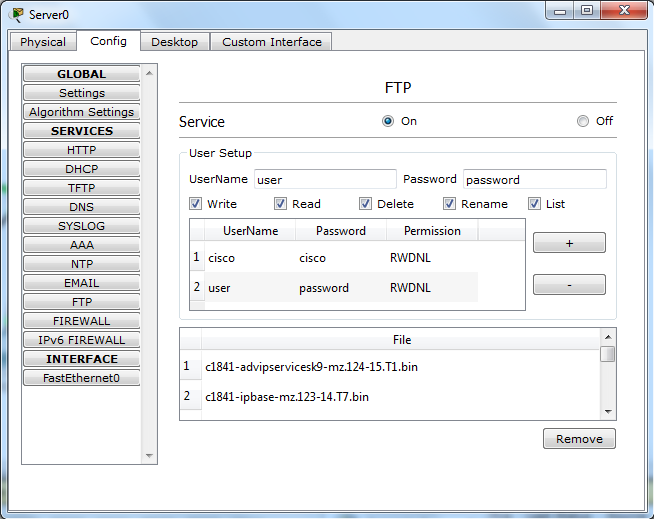 Server0
Physical Config Desktop Custom Interface
GLOBAL
Settings
Algorithm Settings
SERVICES
HTTP
DHCP
TFTP
DNS
SYSLOG
AAA
NTP
EMAIL
FTP
FIREWALL
IPv6 FIREWALL
INTERFACE
FastEthernet0
FTP
Service On Off
User Setup
UserName user Password password
Write Read Delete Rename List
UserName Password Permission
1 cisco cisco RWDNL
2 user password RWDNL
+
-
File
1 c1841-advipservicesk9-mz.124-15.T1.bin
2 c1841-ipbase-mz.123-14.T7.bin
Remove